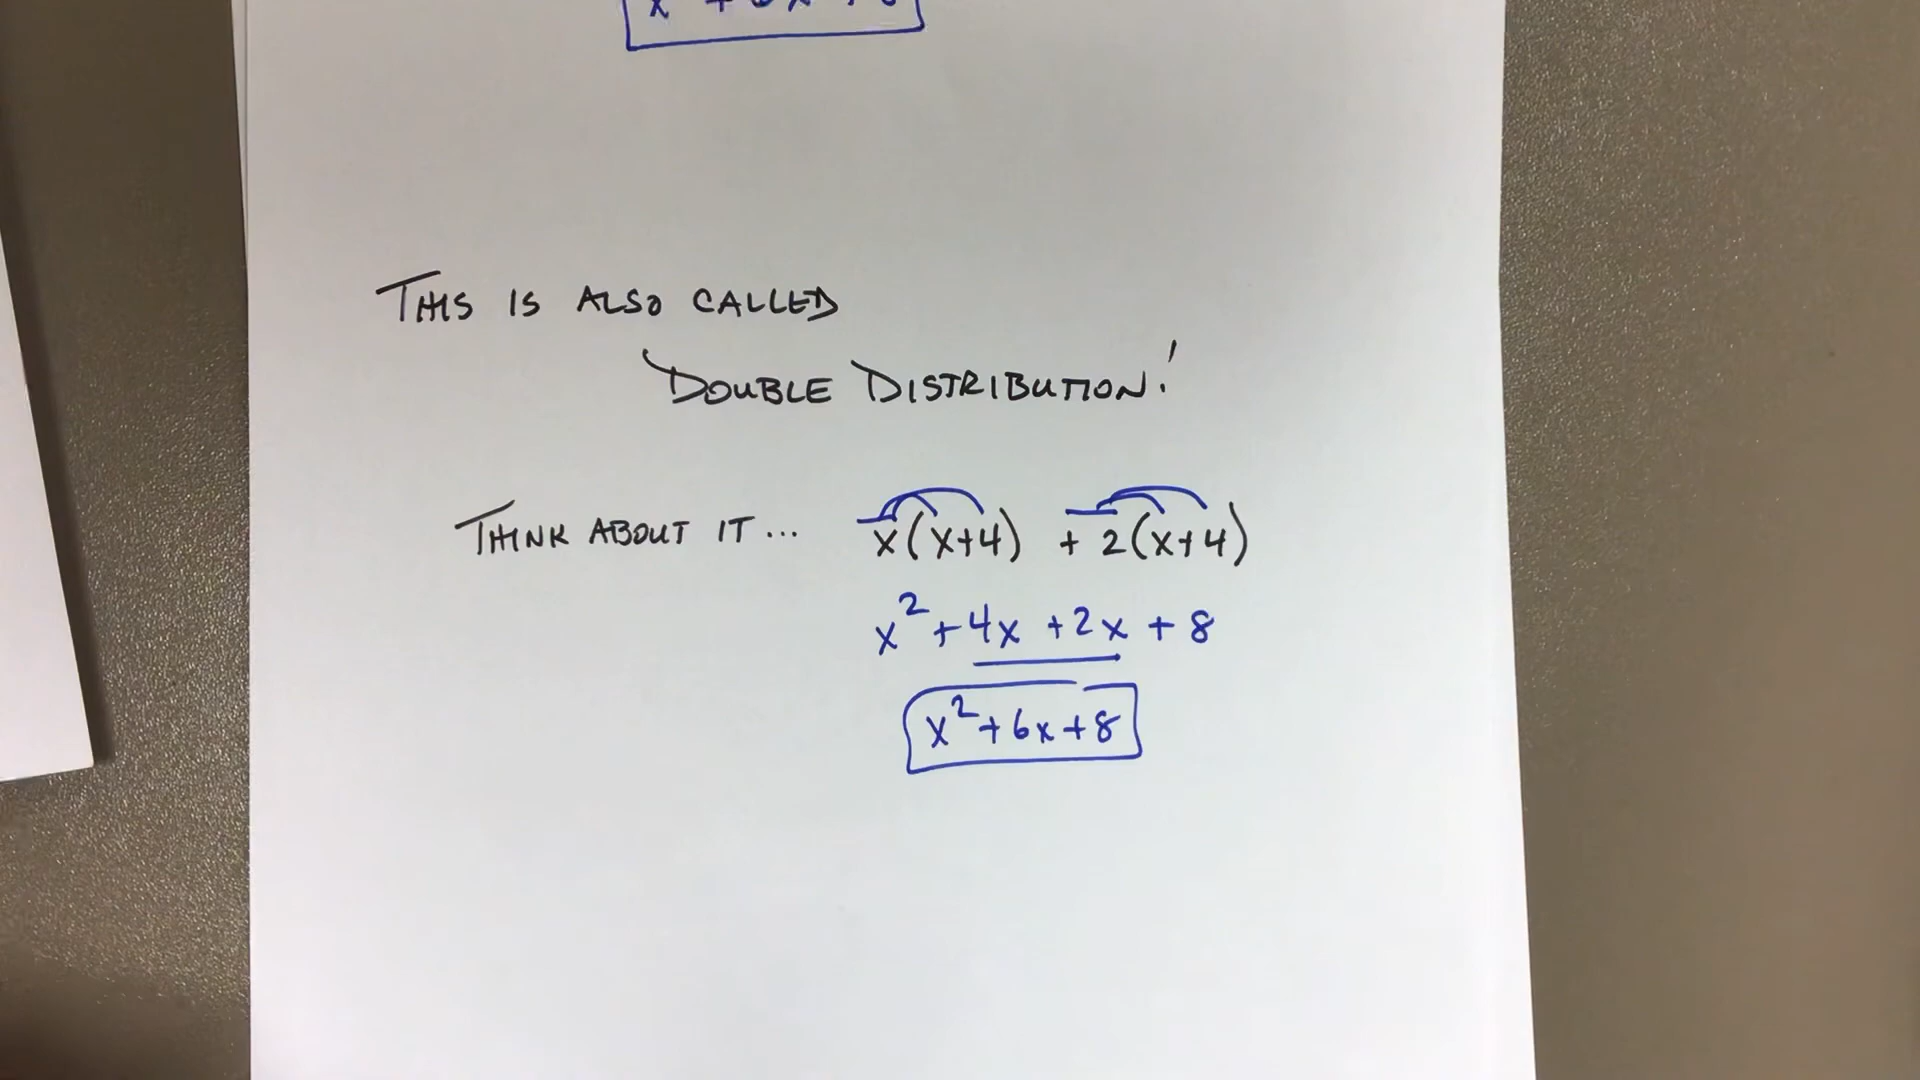 THIS IS ALSO CALLED
DOUBLE DISTRIBUTION!
THINK ABOUT IT... x(x+4) + 2(x+4)
x² + 4x + 2x + 8
x² + 6x + 8